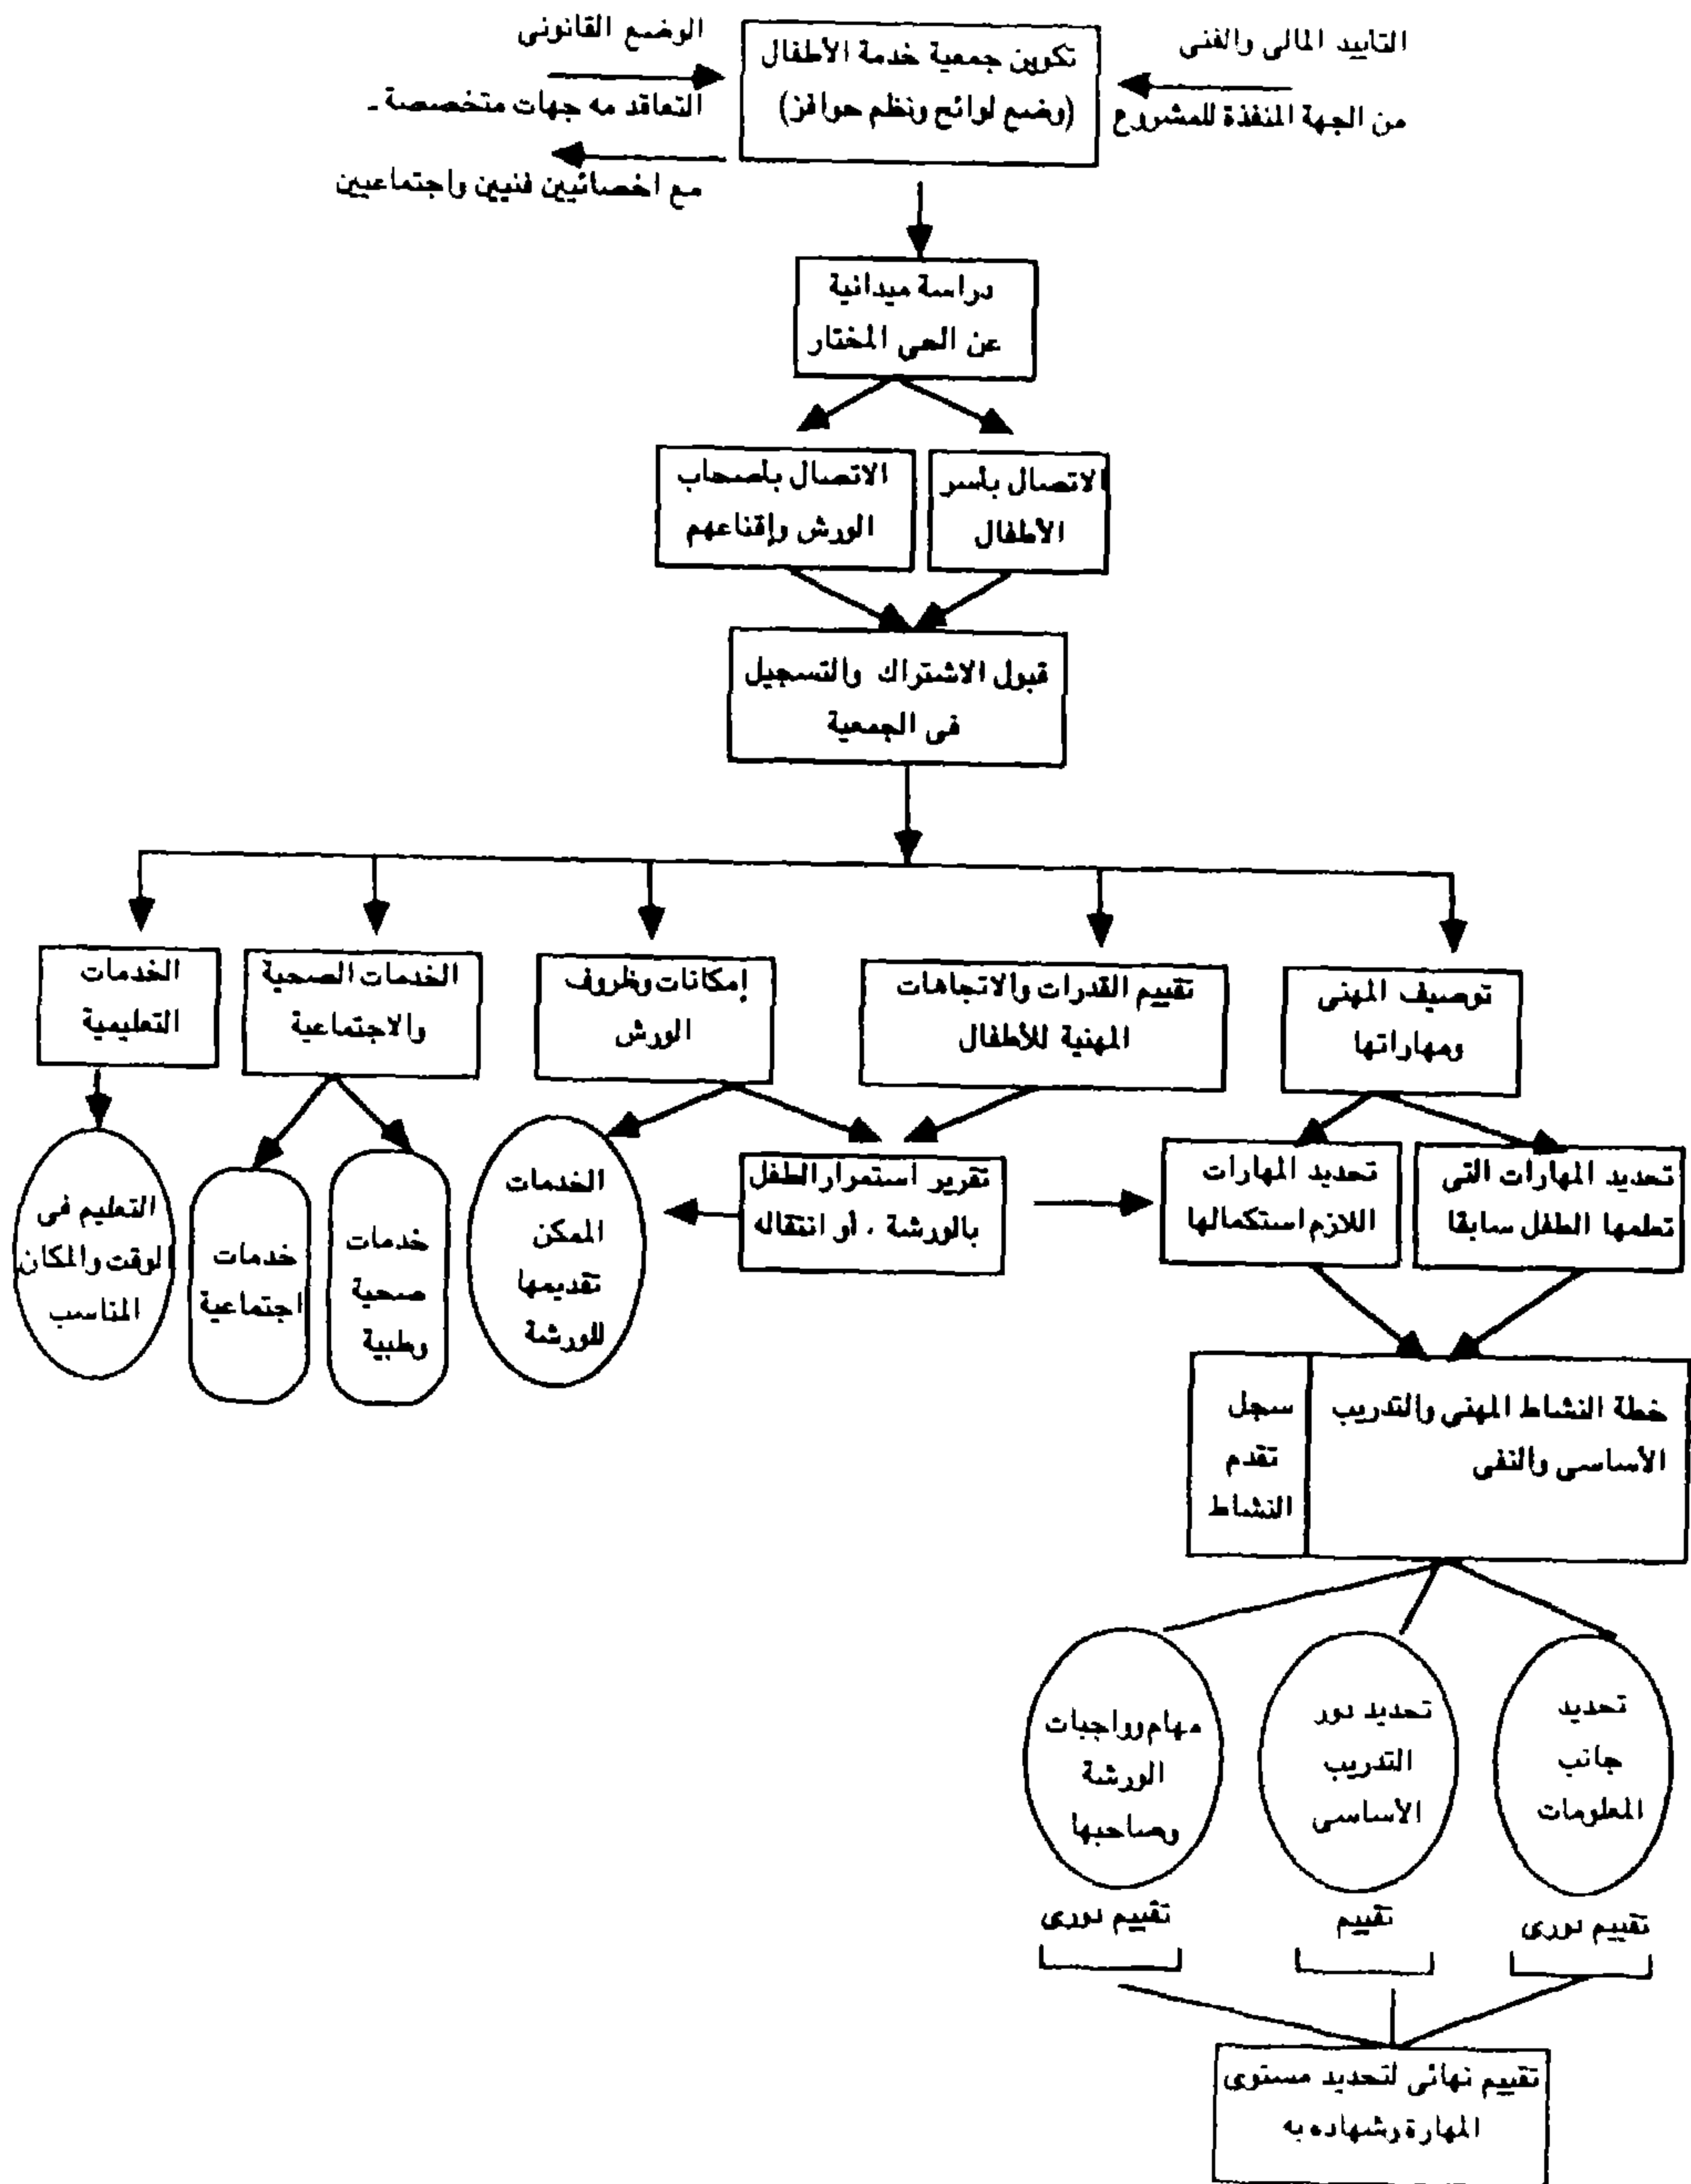 التأييد المالى والفنى
من الجهة المنفذة للمشروع
تكوين جمعية خدمة الأطفال
(وضع لوائح ونظم حوافز)
الوضع القانونى
التعاقد مه جهات متخصصة ـ
مع اخصائيين فنيين واجتماعيين
دراسة ميدانية
عن الحى المختار
الاتصال بأسر
الأطفال
الاتصال بأصحاب
الورش وإقناعهم
قبول الاشتراك والتسجيل
فى الجمعية
توصيف المهنى
ومهاراتها
تقييم القدرات والاتجاهات
المهنية للأطفال
إمكانات وظروف
الورش
الخدمات الصحية
والاجتماعية
الخدمات
التعليمية
تحديد المهارات التى
تعلمها الطفل سابقا
تحديد المهارات
اللازم استكمالها
تقرير استمرار الطفل
بالورشة ، أو انتقاله
الخدمات
الممكن
تقديمها
للورشة
خدمات
صحية
وطبية
خدمات
اجتماعية
التعليم فى
الوقت والمكان
المناسب
خطة النشاط المهنى والتدريب
الأساسى والنفى
سجل
تقدم
النشاط
تحديد
جانب
المعلومات
تحديد دور
التدريب
الأساسى
مهام وواجبات
الورشة
وصاحبها
تقييم دورى
تقييم
تقييم دورى
تقييم نهائى لتحديد مستوى
المهارة وشهاده به